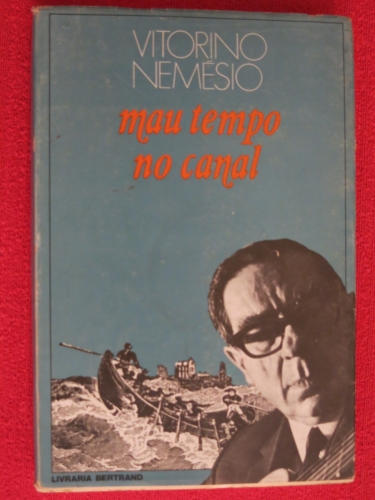 VITORINO
NEMÉSIO
mau tempo
no canal
LIVRARIA BERTRAND